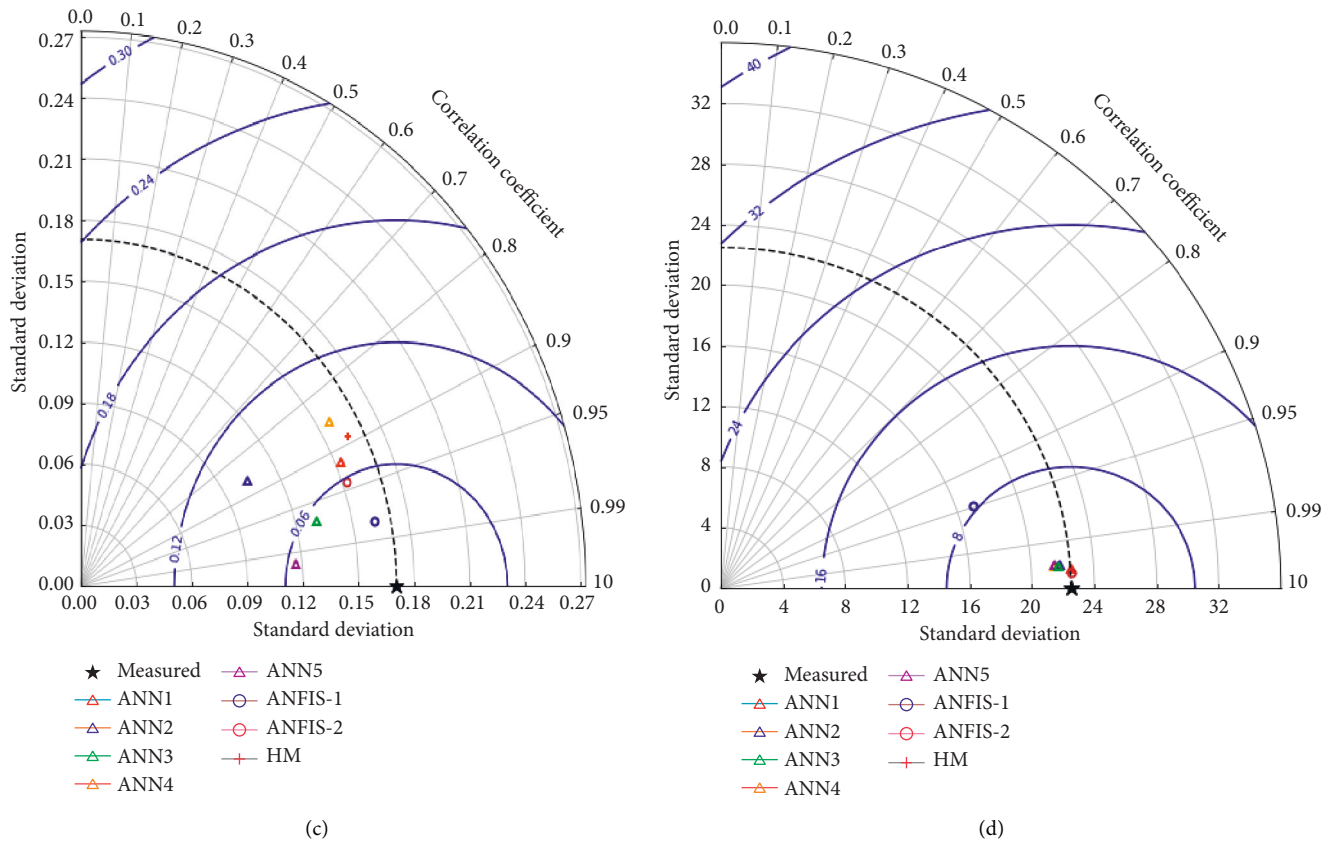 0.0
0.1
0.2
0.3
0.4
0.5
0.6
0.7
0.8
0.9
0.95
0.99
10
Correlation coefficient
0.27
0.24
0.21
0.18
0.15
0.12
0.09
0.06
0.03
0.00
Standard deviation
0.30
0.24
0.18
0.12
0.06
0.00
0.03
0.06
0.09
0.12
0.15
0.18
0.21
0.24
0.27
Standard deviation
Measured
ANN1
ANN2
ANN3
ANN4
ANN5
ANFIS-1
ANFIS-2
HM
(c)
0.0
0.1
0.2
0.3
0.4
0.5
0.6
0.7
0.8
0.9
0.95
0.99
10
Correlation coefficient
32
28
24
20
16
12
8
4
0
Standard deviation
40
32
24
16
8
0
4
8
12
16
20
24
28
32
Standard deviation
Measured
ANN1
ANN2
ANN3
ANN4
ANN5
ANFIS-1
ANFIS-2
HM
(d)